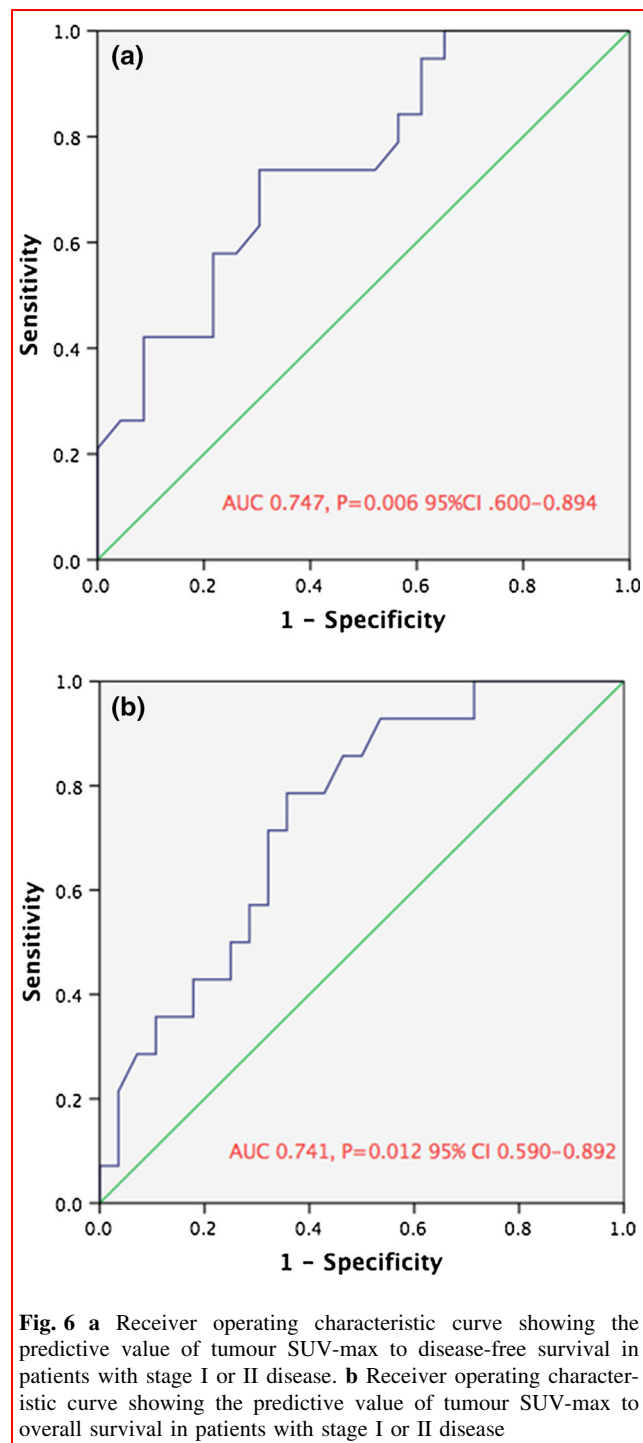 (a)
1.0
0.8
0.6
0.4
0.2
0.0
Sensitivity
AUC 0.747, P=0.006 95%CI .600-0.894
0.0 0.2 0.4 0.6 0.8 1.0
1 - Specificity
(b)
1.0
0.8
0.6
0.4
0.2
0.0
Sensitivity
AUC 0.741, P=0.012 95% CI 0.590-0.892
0.0 0.2 0.4 0.6 0.8 1.0
1 - Specificity
Fig. 6 a Receiver operating characteristic curve showing the
predictive value of tumour SUV-max to disease-free survival in
patients with stage I or II disease. b Receiver operating character-
istic curve showing the predictive value of tumour SUV-max to
overall survival in patients with stage I or II disease